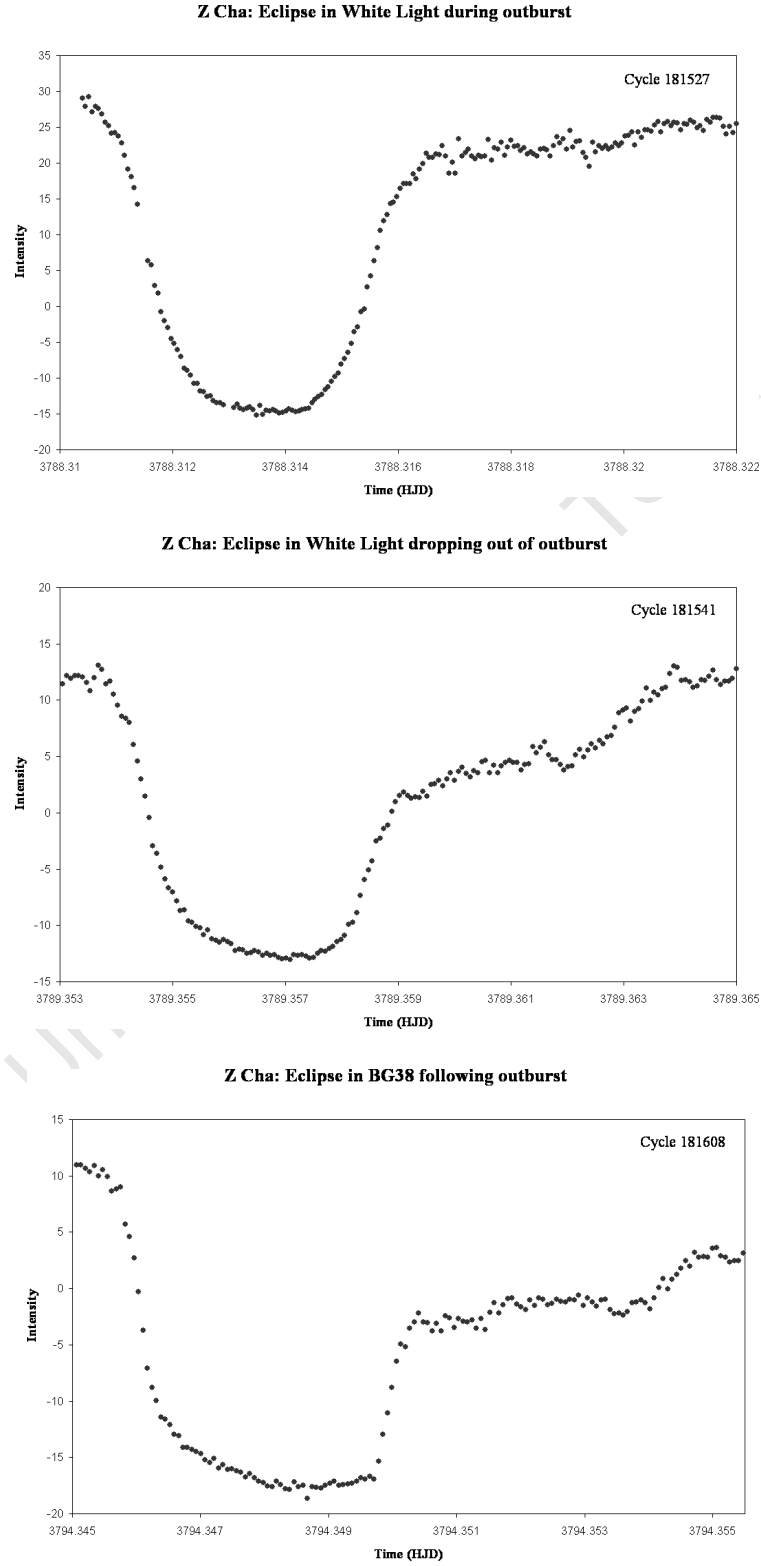 Z Cha: Eclipse in White Light during outburst
35
Cycle 181527
30
25
20
15
10
5
0
-5
-10
-15
-20
Intensity
3788.31 3788.312 3788.314 3788.316 3788.318 3788.32 3788.322
Time (HJD)
Z Cha: Eclipse in White Light dropping out of outburst
20
Cycle 181541
15
10
5
0
-5
-10
-15
Intensity
3789.353 3789.355 3789.357 3789.359 3789.361 3789.363 3789.365
Time (HJD)
Z Cha: Eclipse in BG38 following outburst
15
Cycle 181608
10
5
0
-5
-10
-15
-20
Intensity
3794.345 3794.347 3794.349 3794.351 3794.353 3794.355
Time (HJD)